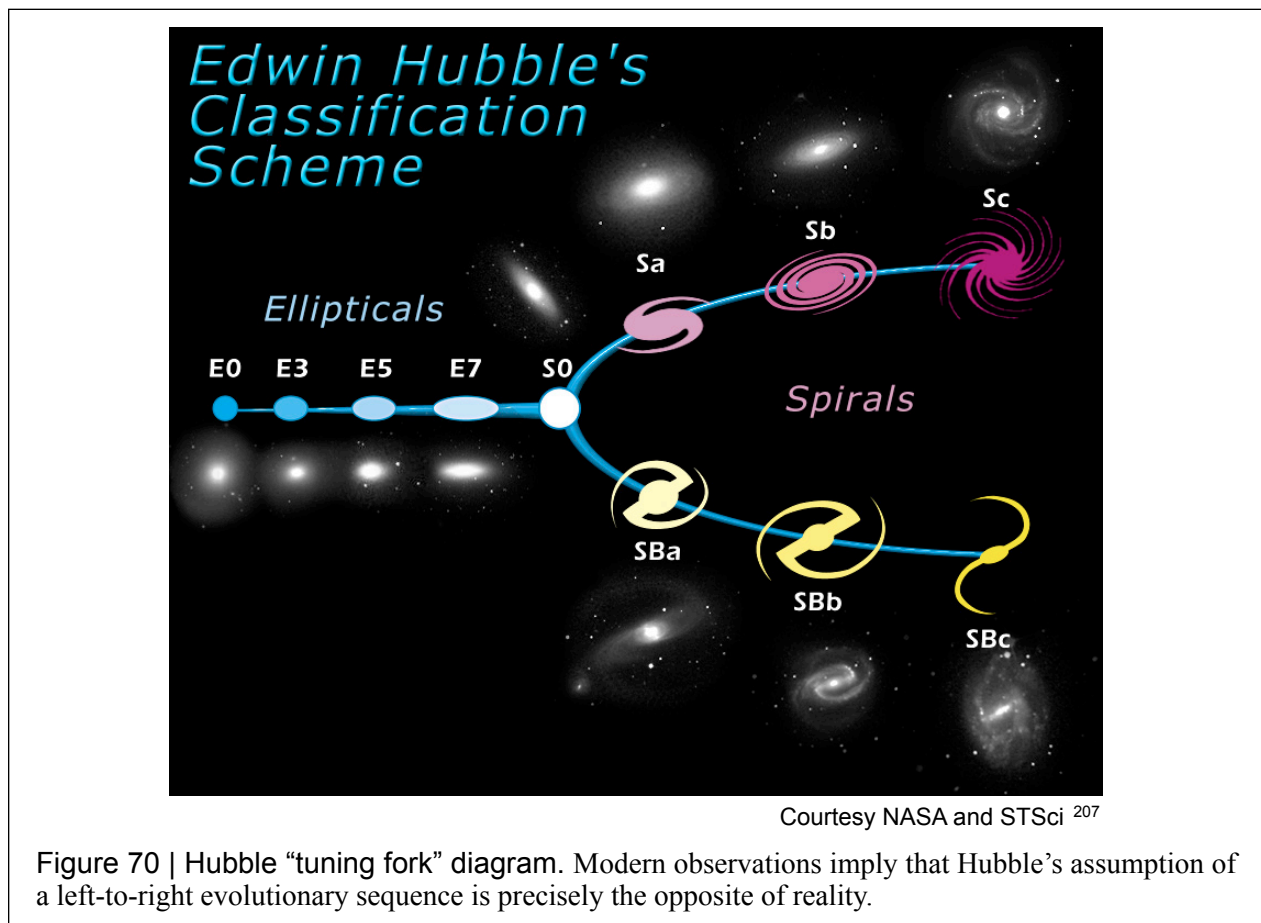 Edwin Hubble's
Classification
Scheme
Sc
Sb
Sa
Ellipticals
E0 E3 E5 E7 S0
Spirals
SBa
SBb
SBc
Courtesy NASA and STScI 207
Figure 70 | Hubble “tuning fork” diagram. Modern observations imply that Hubble’s assumption of
a left-to-right evolutionary sequence is precisely the opposite of reality.